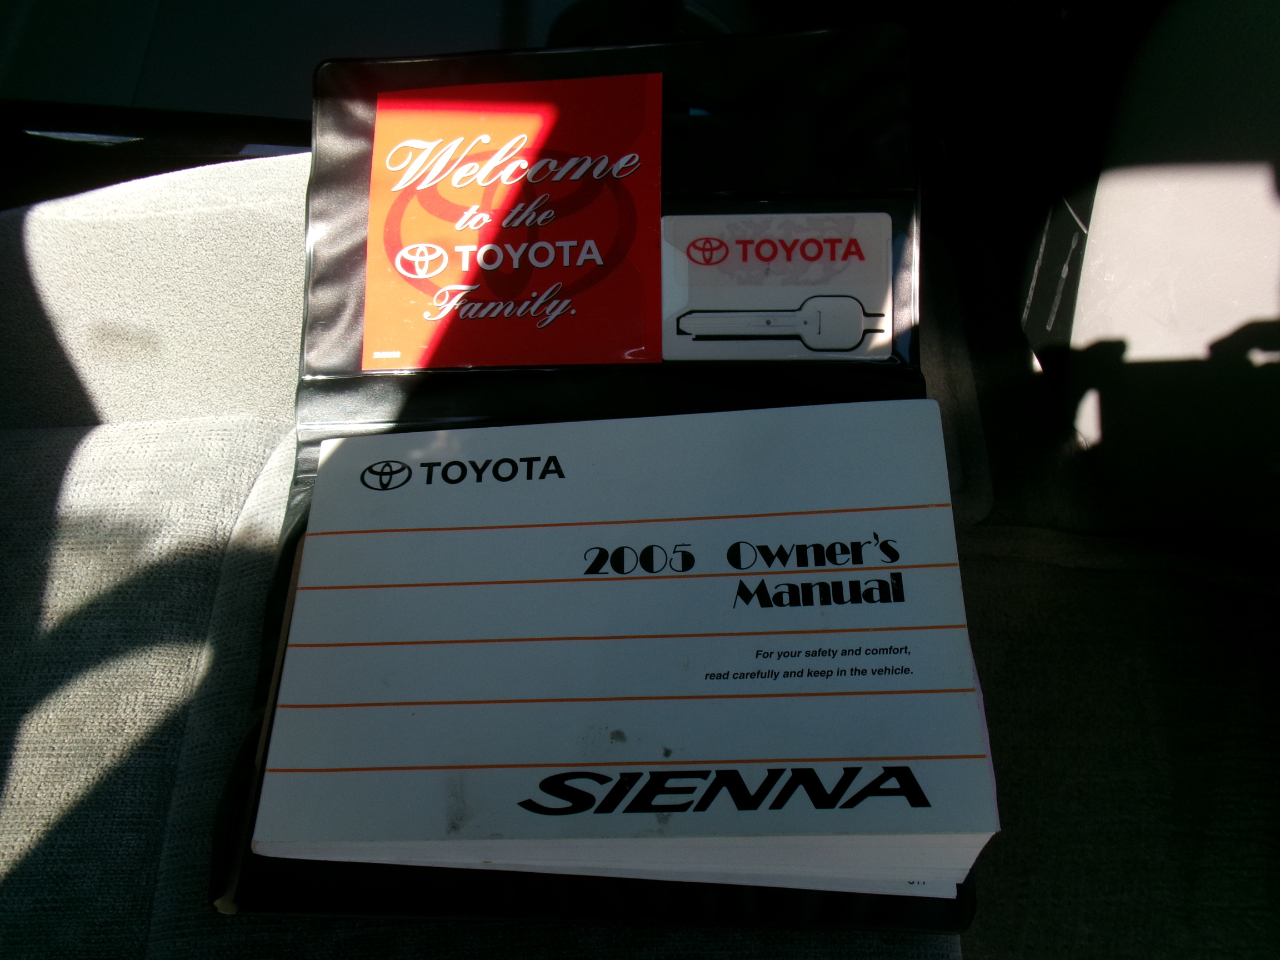 Welcome
to the
TOYOTA
Family.
TOYOTA
TOYOTA
2005 Owner's
Manual
For your safety and comfort,
read carefully and keep in the vehicle.
SIENNA